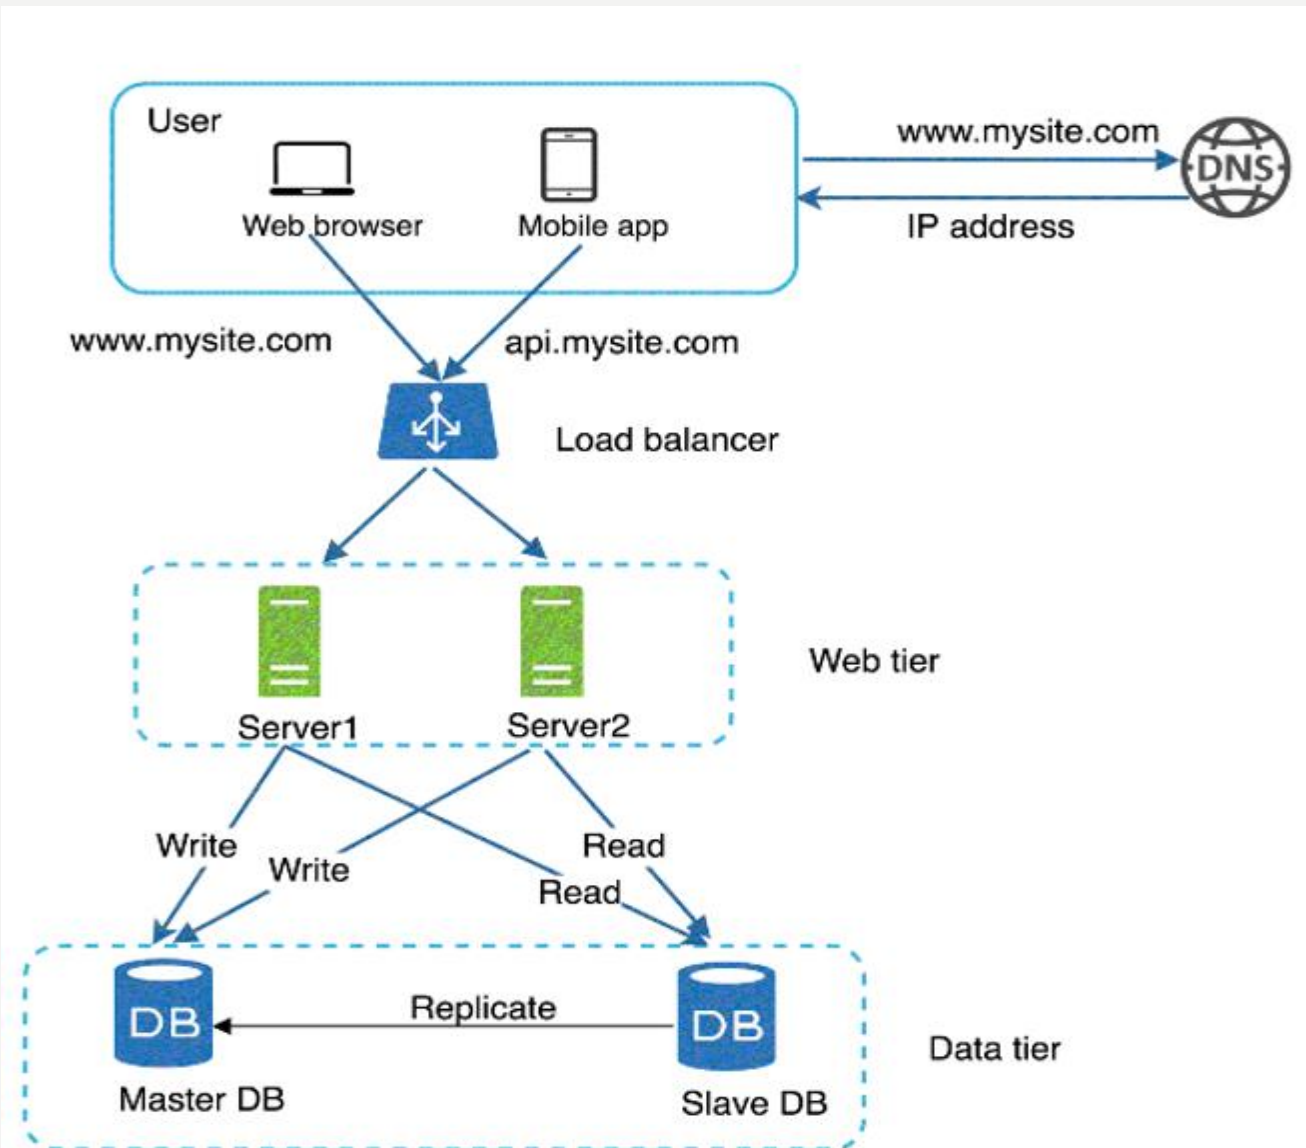 User
www.mysite.com
DNS
Web browser
Mobile app
IP address
www.mysite.com
api.mysite.com
Load balancer
Web tier
Server1
Server2
Write
Read
Write
Read
Replicate
DB
DB
Data tier
Master DB
Slave DB